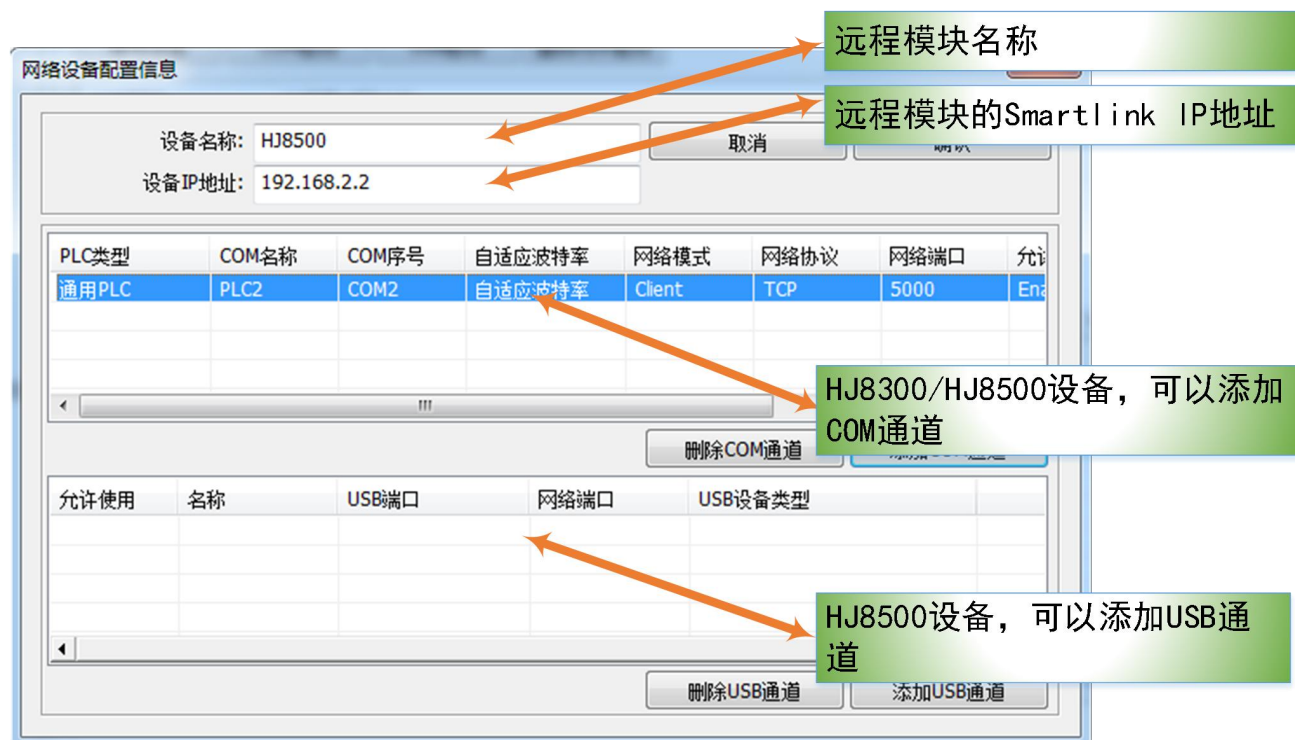 远程模块名称
网络设备配置信息
远程模块的Smartlink IP地址
设备名称: HJ8500 取消
设备IP地址: 192.168.2.2
PLC类型 COM名称 COM序号 自适应波特率 网络模式 网络协议 网络端口
通用PLC PLC2 COM2 自适应波特率 Client TCP 5000
HJ8300/HJ8500设备，可以添加
COM通道
删除COM通道
允许使用 名称 USB端口 网络端口 USB设备类型
HJ8500设备，可以添加USB通
道
删除USB通道 添加USB通道